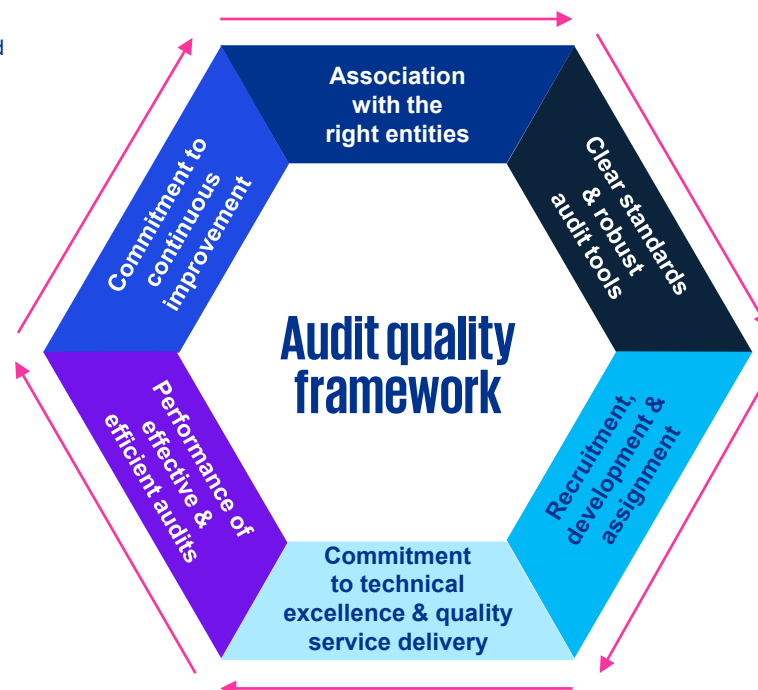 Association
with the
right entities
Clear standards
& robust
audit tools
Recruitment,
development &
assignment
Commitment
to technical
excellence & quality
service delivery
Performance of
effective &
efficient audits
Commitment to
continuous
improvement
Audit quality
framework